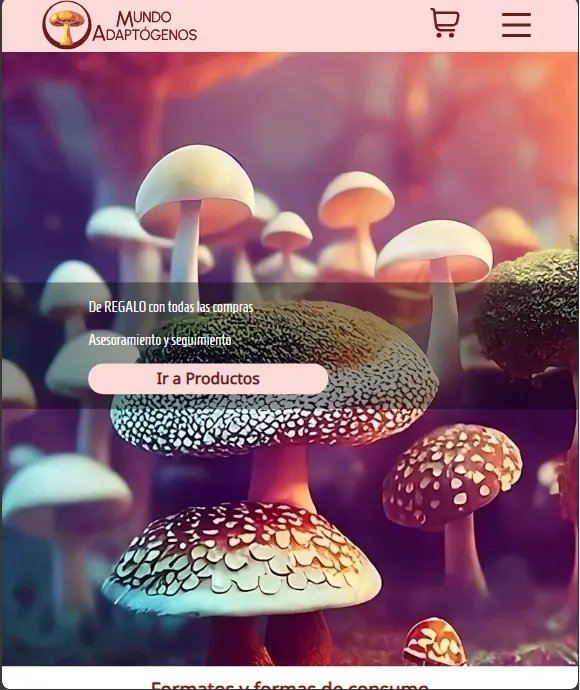 MUNDO
ADAPTÓGENOS
De REGALO con todas las compras
Asesoramiento y seguimiento
Ir a Productos
Formatos y formas de consumo